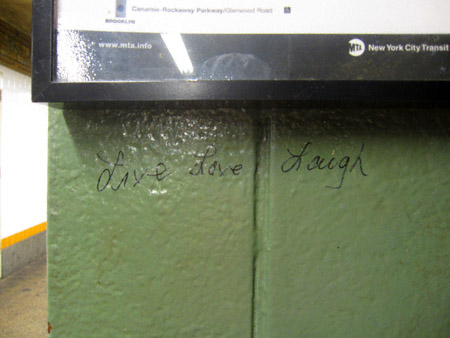 Canarsie-Rockaway Parkway/Glenwood Road
BROOKLYN
www.mta.info
MTA New York City Transit
Live Love Laugh